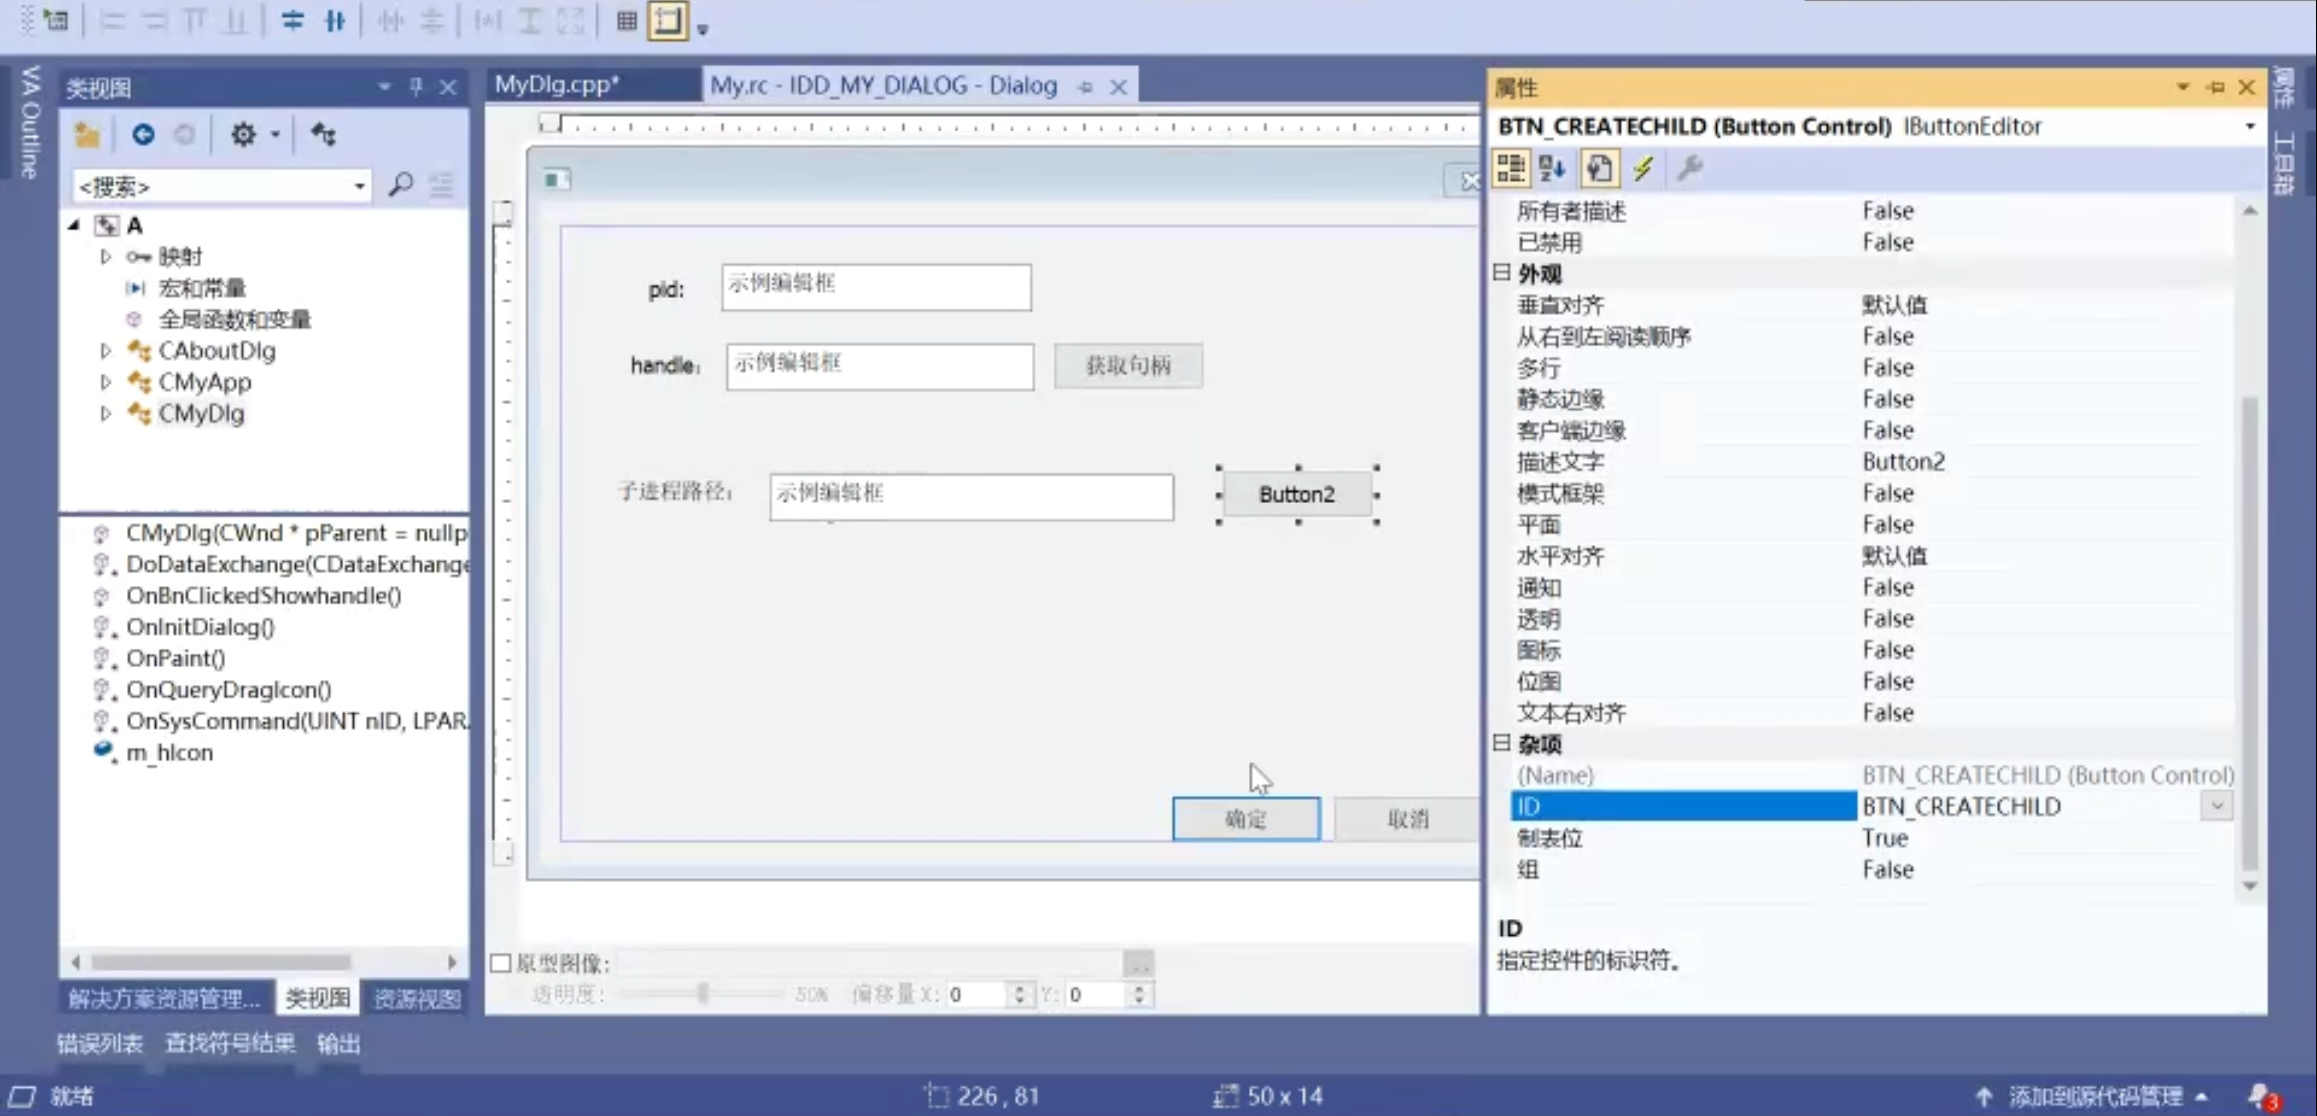 VA Outline
类视图
<搜索>
A
映射
宏和常量
全局函数和变量
CAboutDlg
CMyApp
CMyDlg
CMyDlg(CWnd * pParent = nullp
DoDataExchange(CDataExchange
OnBnClickedShowhandle()
OnInitDialog()
OnPaint()
OnQueryDragIcon()
OnSysCommand(UINT nID, LPAR
m_hIcon
解决方案资源管理... 类视图 资源视图
错误列表 查找符号结果 输出
MyDlg.cpp* My.rc - IDD_MY_DIALOG - Dialog
pid: 示例编辑框
handle: 示例编辑框 获取句柄
子进程路径: 示例编辑框 Button2
确定 取消
原型图像: ...
透明度: 50% 偏移量 X: 0 Y: 0
属性
BTN_CREATECHILD (Button Control) IButtonEditor
所有者描述 False
已禁用 False
外观
垂直对齐 默认值
从右到左阅读顺序 False
多行 False
静态边缘 False
客户端边缘 False
描述文字 Button2
模式框架 False
平面 False
水平对齐 默认值
通知 False
透明 False
图标 False
位图 False
文本右对齐 False
杂项
(Name) BTN_CREATECHILD (Button Control)
ID BTN_CREATECHILD
制表位 True
组 False
ID
指定控件的标识符。
属性
工具箱
就绪 226 , 81 50 x 14 添加到源代码管理 3